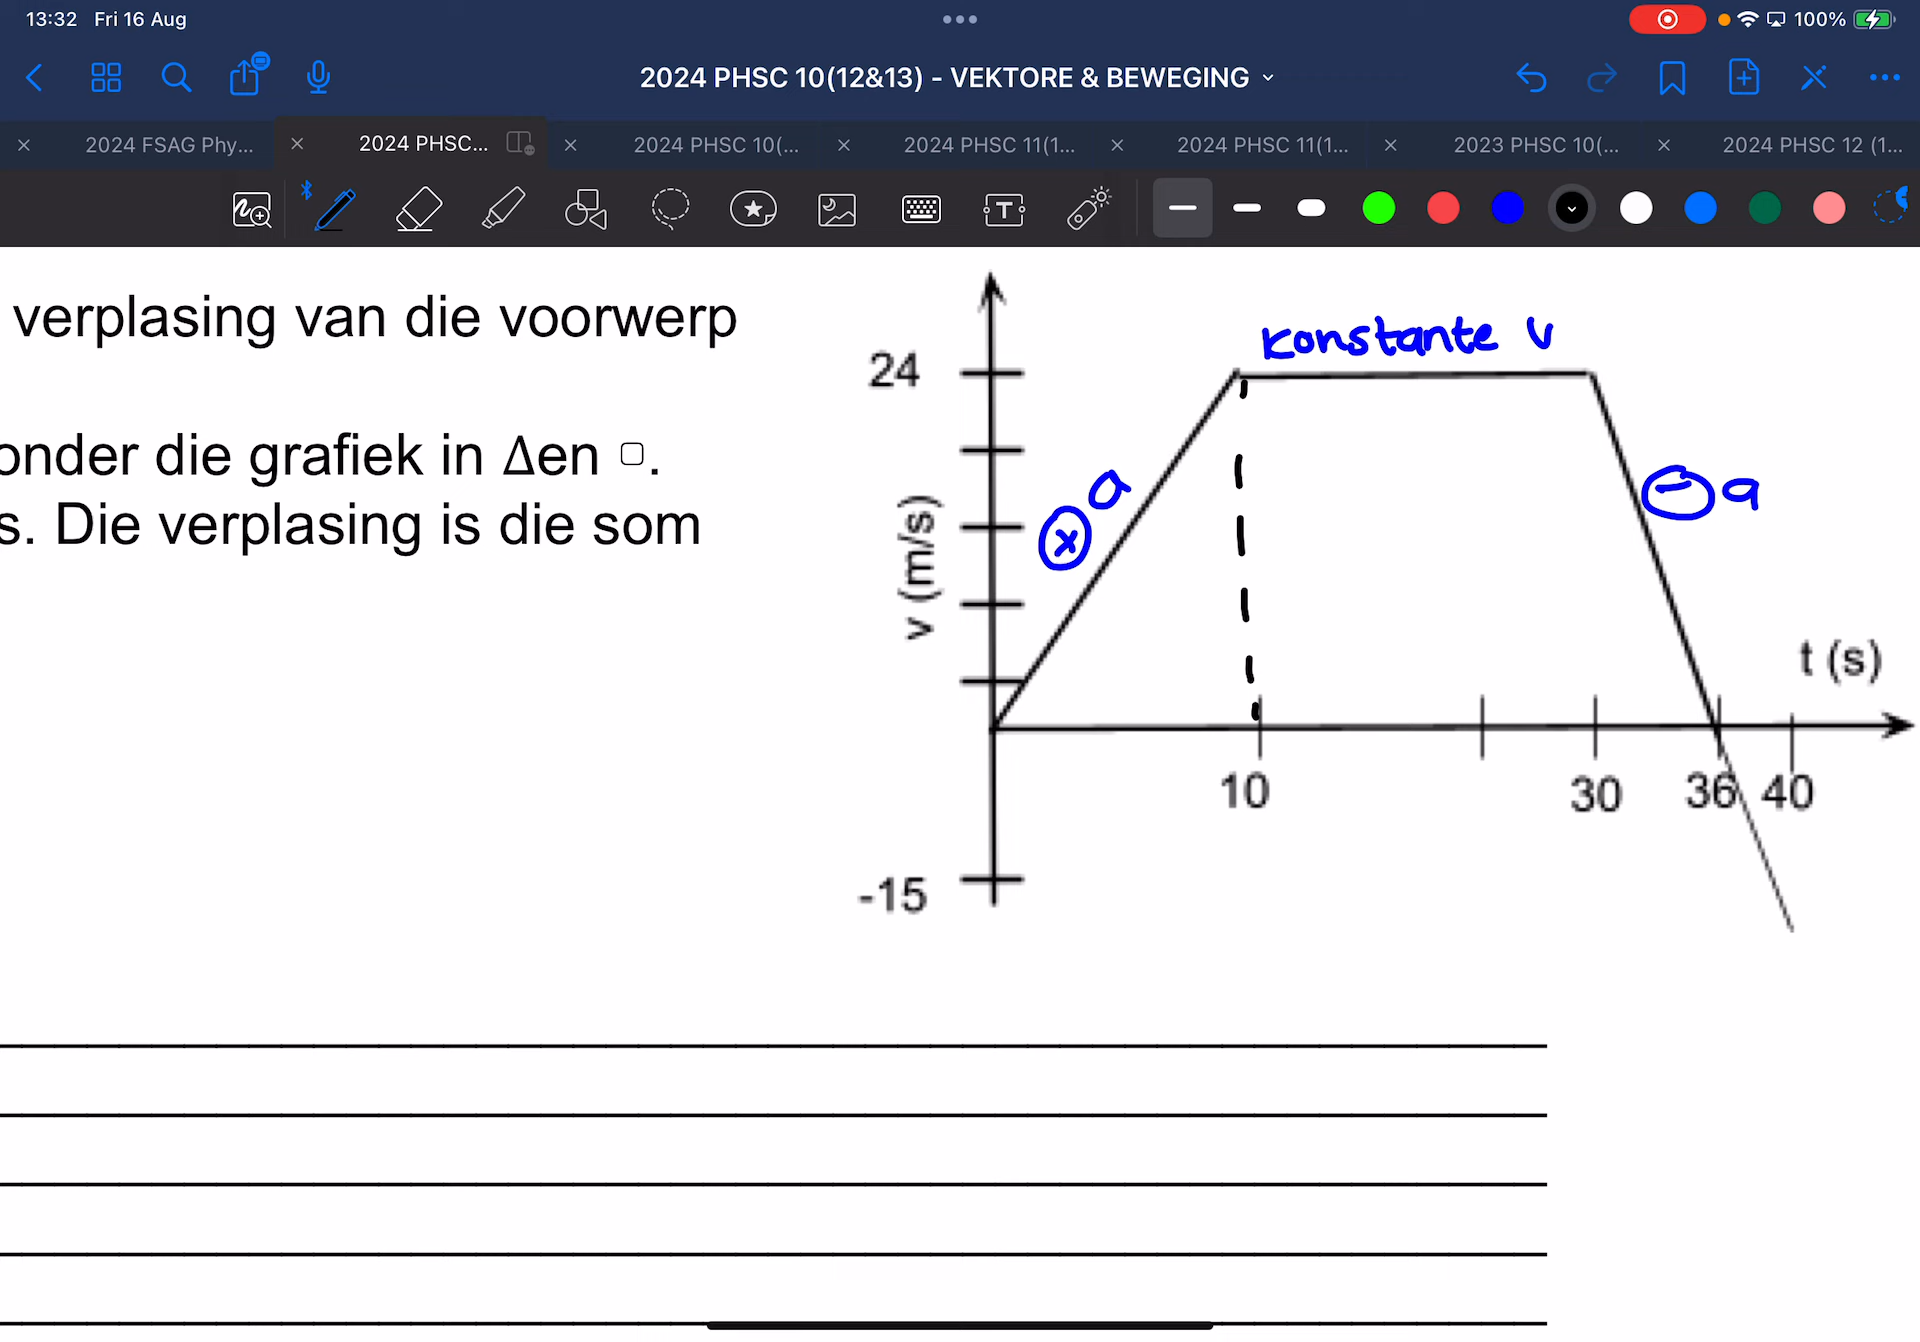 13:32 Fri 16 Aug
100%
2024 PHSC 10(12&13) - VEKTORE & BEWEGING
2024 FSAG Phy...
2024 PHSC...
2024 PHSC 10(...
2024 PHSC 11(1...
2024 PHSC 11(1...
2023 PHSC 10(...
2024 PHSC 12 (1...
verplasing van die voorwerp
onder die grafiek in Δen ▢.
s. Die verplasing is die som
konstante v
24
a
x
- a
v (m/s)
t (s)
10
30
36
40
-15